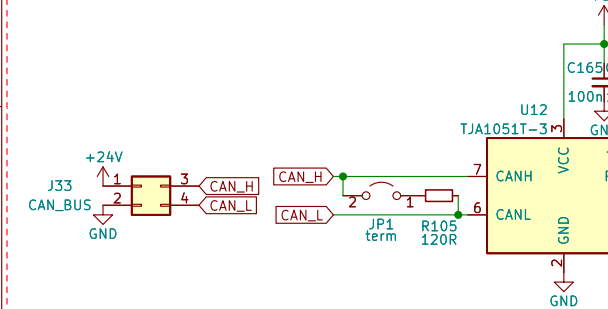 C165
100n
GN
U12
TJA1051T-3
3
VCC
+24V
J33
CAN_BUS
1
2
3
4
CAN_H
CAN_L
GND
CAN_H
CAN_L
2
1
JP1
term
R105
120R
7
CANH
6
CANL
GND
2
GND